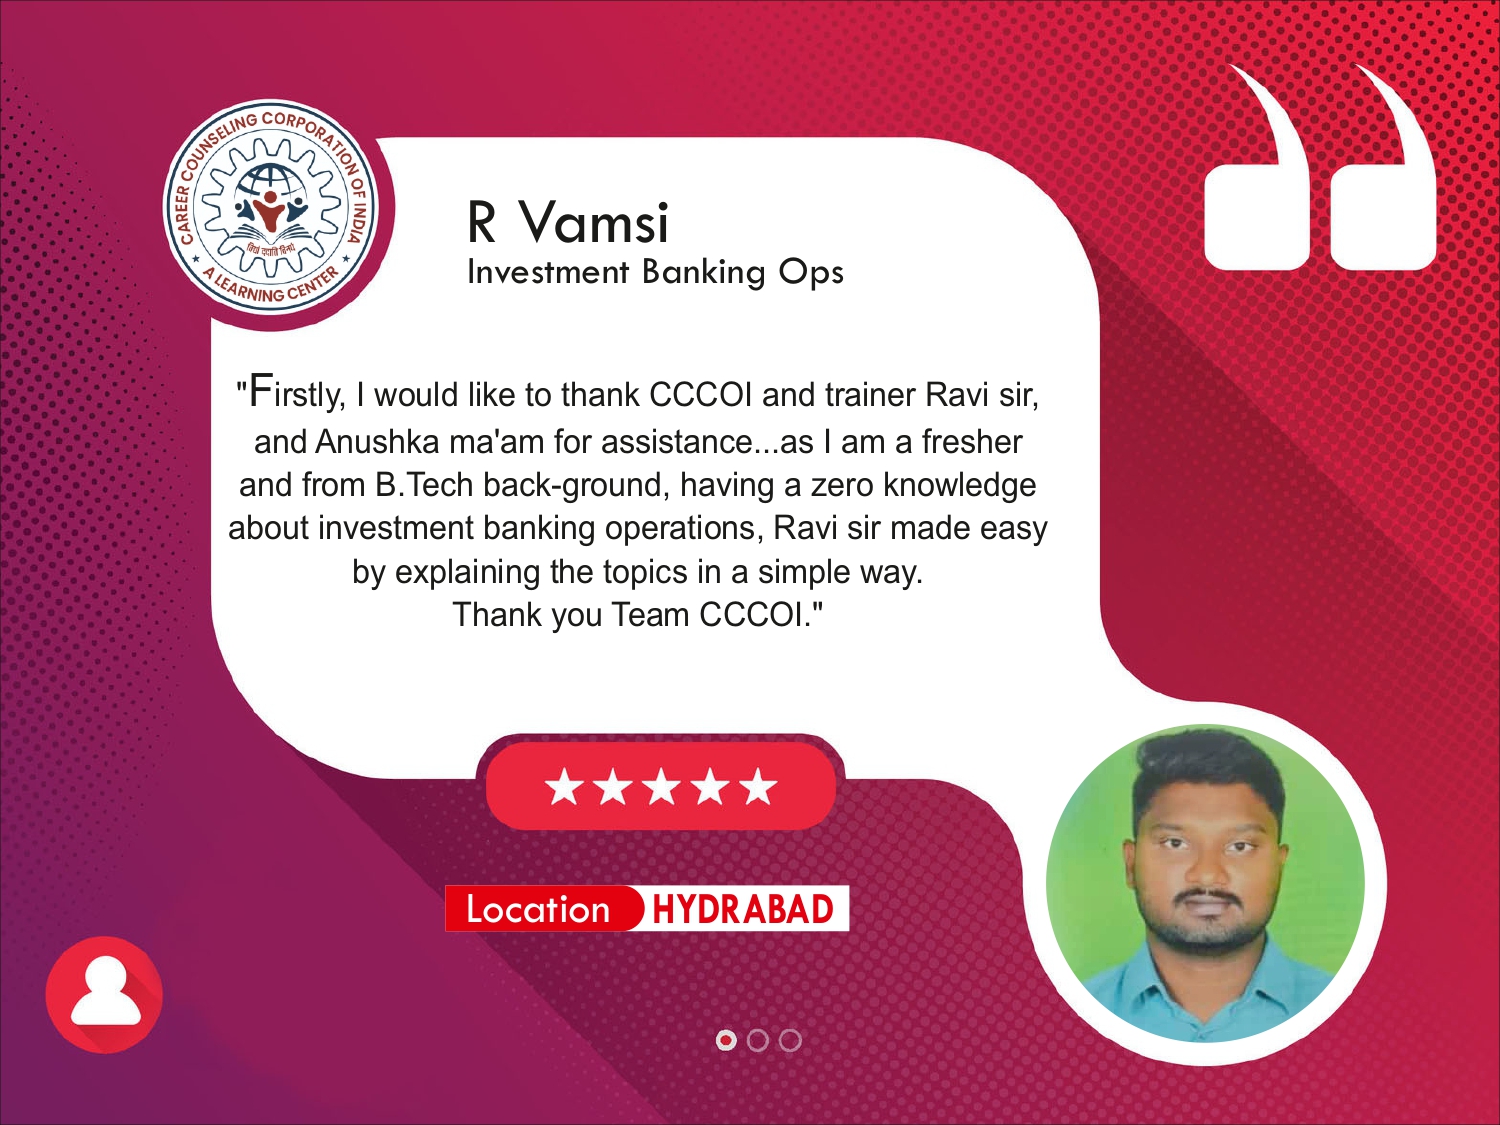 CAREER COUNSELING CORPORATION OF INDIA
★ A LEARNING CENTER ★
R Vamsi
Investment Banking Ops
"Firstly, I would like to thank CCCOI and trainer Ravi sir,
and Anushka ma'am for assistance...as I am a fresher
and from B.Tech back-ground, having a zero knowledge
about investment banking operations, Ravi sir made easy
by explaining the topics in a simple way.
Thank you Team CCCOI."
Location HYDRABAD